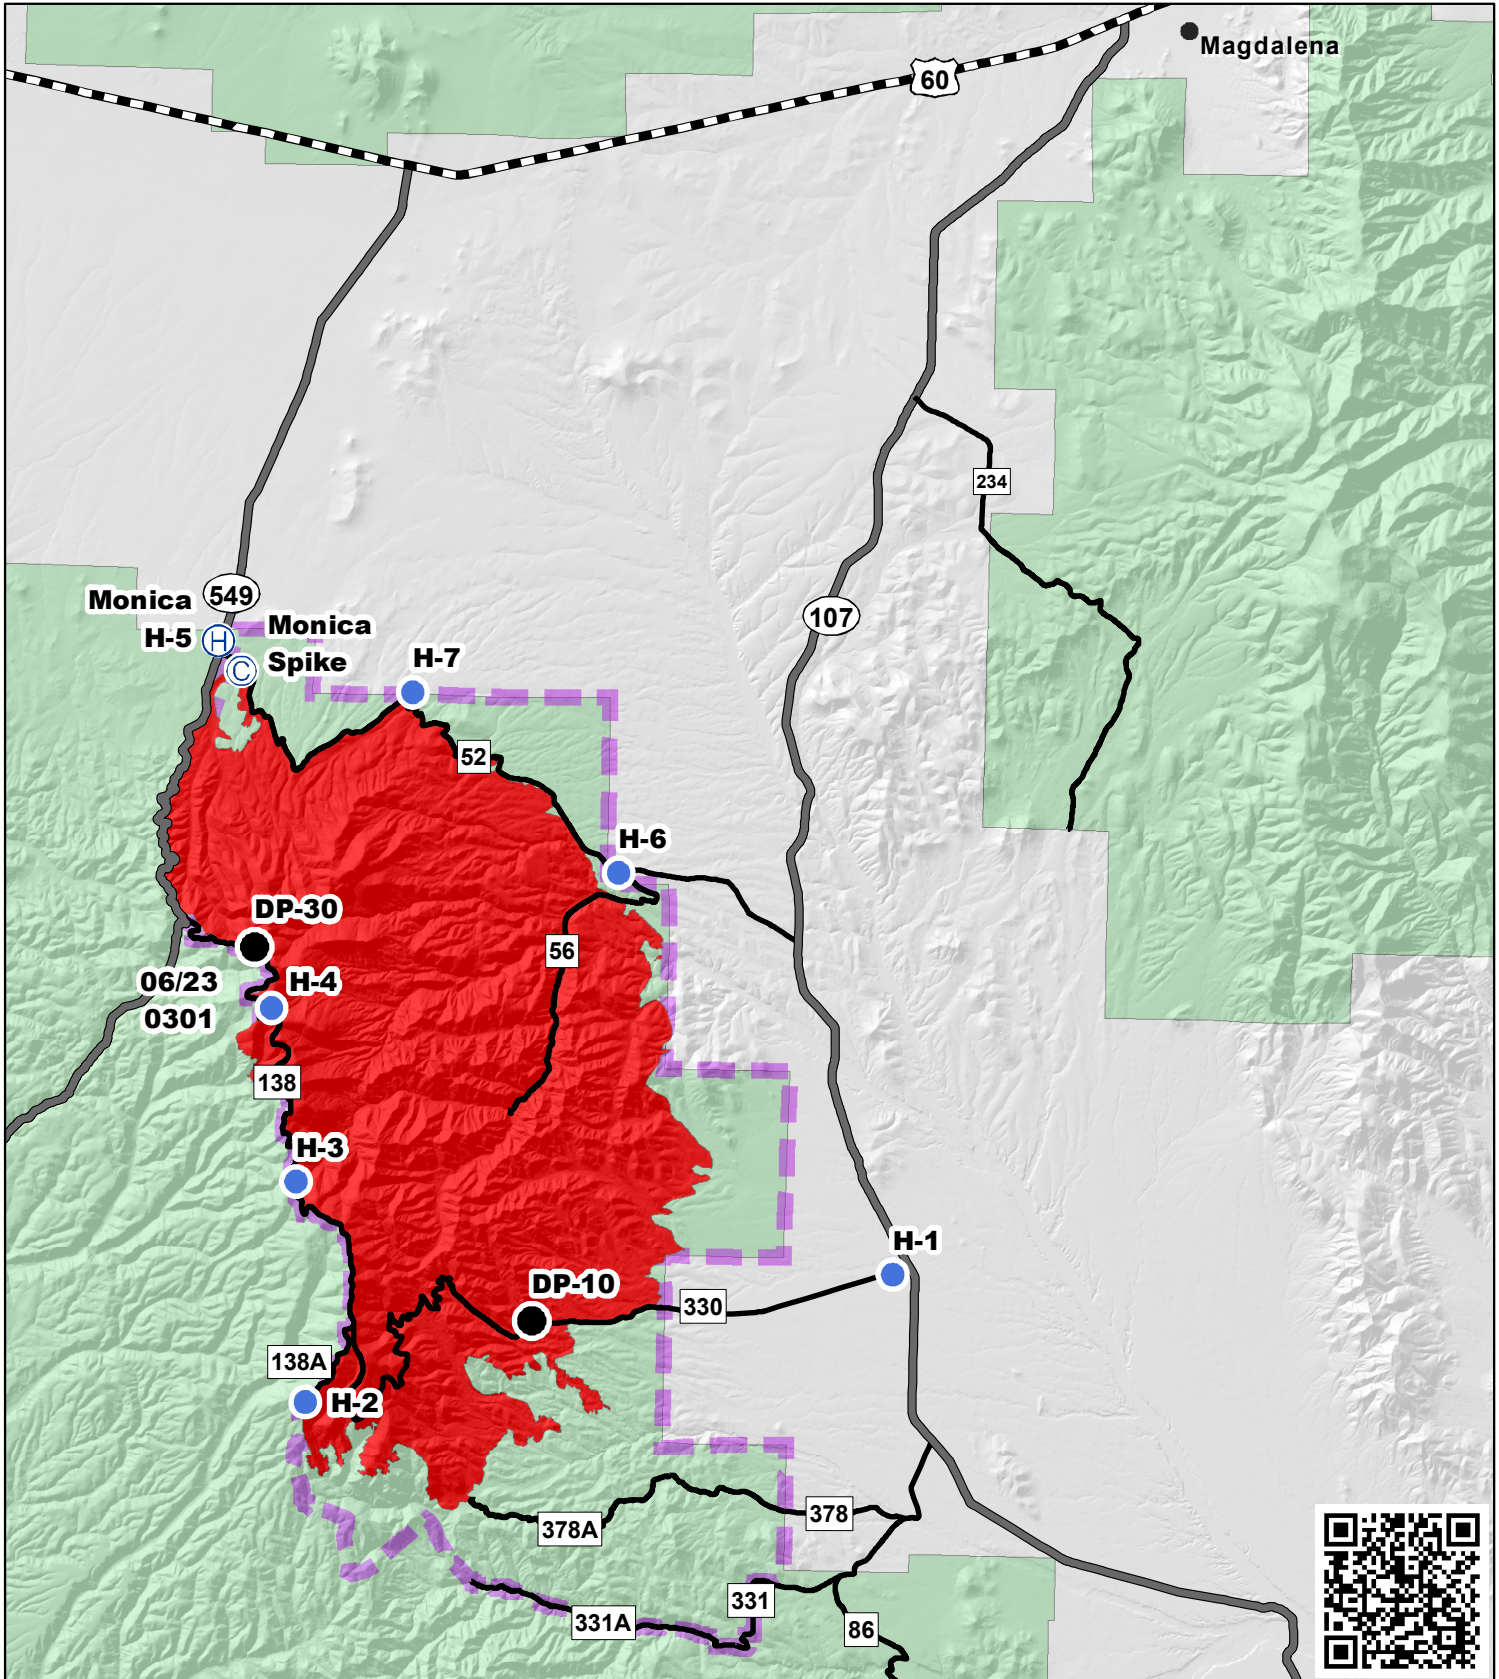 Magdalena
60
234
549
Monica
H-5
H
Monica
Spike
C
107
H-7
52
H-6
DP-30
56
06/23
0301
H-4
138
H-3
H-1
DP-10
330
138A
H-2
378A
378
331A
331
86